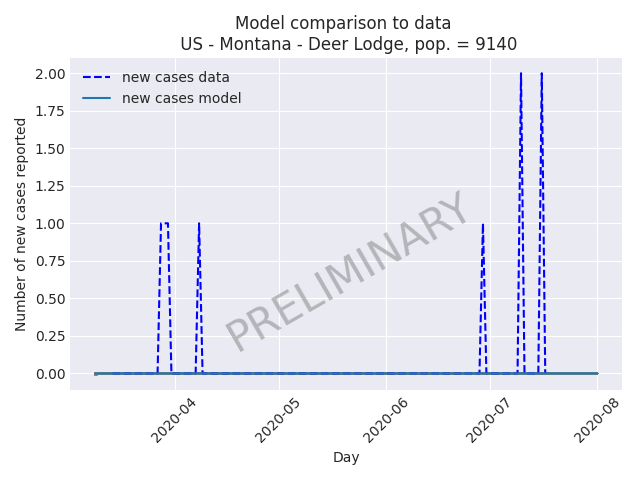 Model comparison to data
US - Montana - Deer Lodge, pop. = 9140
new cases data
new cases model
Number of new cases reported
2.00
1.75
1.50
1.25
1.00
0.75
0.50
0.25
0.00
PRELIMINARY
2020-04
2020-05
2020-06
2020-07
2020-08
Day